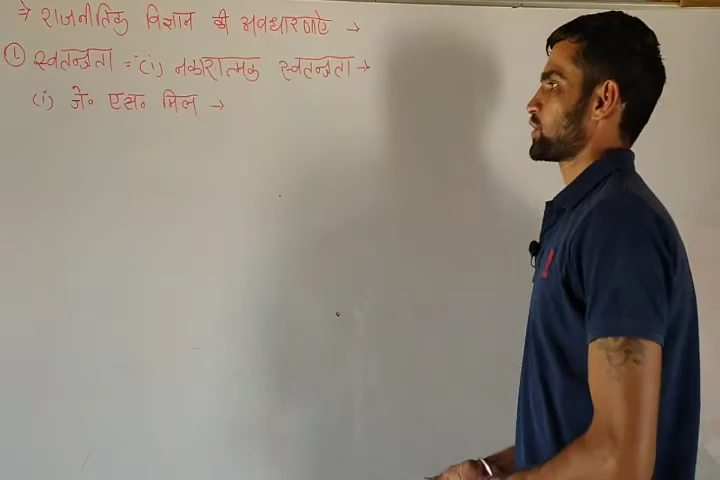 ⇒ राजनीतिक विज्ञान की अवधारणाऐ →
① स्वतन्त्रता =(i) नकारात्मक स्वतन्त्रता →
(i) जे॰ एस॰ मिल →